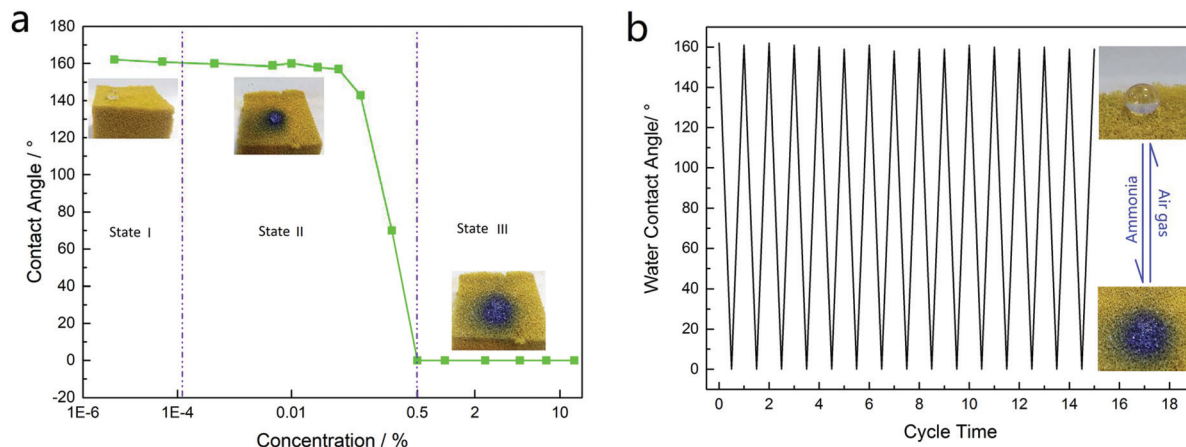 a
180
160
140
120
100
80
60
40
20
0
-20
Contact Angle / °
State I
State II
State III
1E-6
1E-4
0.01
0.5
2
10
Concentration / %
b
160
140
120
100
80
60
40
20
0
Water Contact Angle/ °
Ammonia
Air gas
0
2
4
6
8
10
12
14
16
18
Cycle Time